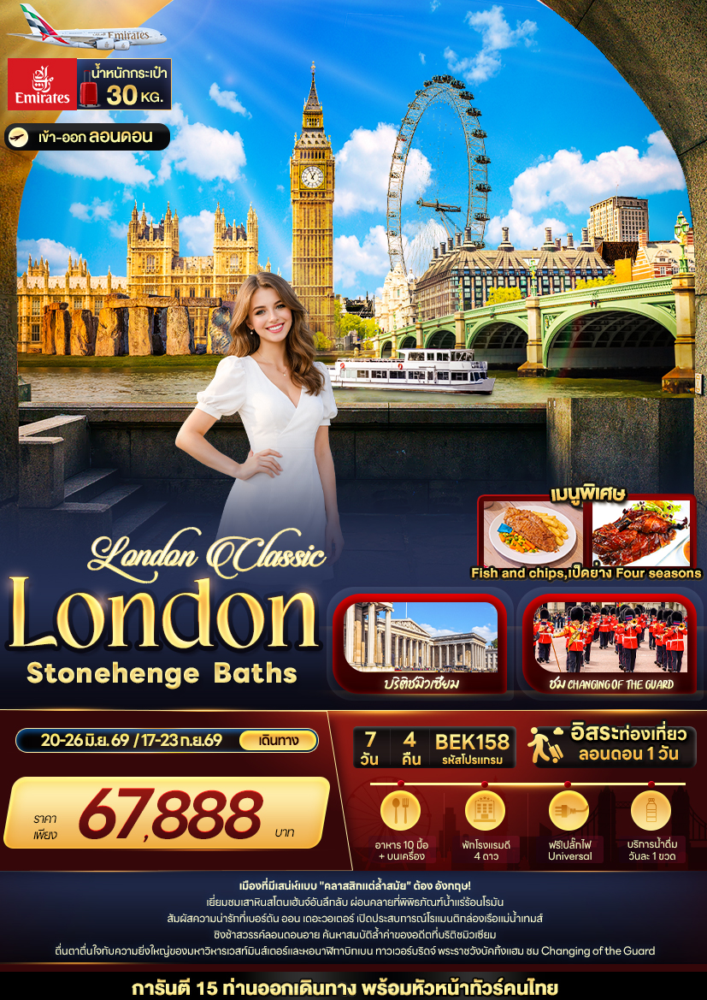 Emirates
Emirates
น้ำหนักกระเป๋า
30 KG.
เข้า-ออก ลอนดอน
เมนูพิเศษ
Fish and chips,เป็ดย่าง Four seasons
London Classic
London
Stonehenge Baths
บริติชมิวเซียม
ชม CHANGING OF THE GUARD
20-26 มิ.ย. 69 / 17-23 ก.ย.69
เดินทาง
7 วัน
4 คืน
BEK158
รหัสโปรแกรม
อิสระท่องเที่ยว
ลอนดอน 1 วัน
ราคาเพียง 67,888 บาท
อาหาร 10 มื้อ
+ บนเครื่อง
พักโรงแรมดี
4 ดาว
ฟรี!ปลั๊กไฟ
Universal
บริการน้ำดื่ม
วันละ 1 ขวด
เมืองที่มีเสน่ห์แบบ "คลาสสิกแต่ล้ำสมัย" ต้อง อังกฤษ!
เยี่ยมชมเสาหินสโตนเฮ้นจ์อันลึกลับ ผ่อนคลายที่พิพิธภัณฑ์น้ำแร่ร้อนโรมัน
สัมผัสความน่ารักที่เบอร์ตัน ออน เดอะวอเตอร์ เปิดประสบการณ์โรแมนติกล่องเรือแม่น้ำเทมส์
ชิงช้าสวรรค์ลอนดอนอาย ค้นหาสมบัติล้ำค่าของอดีตที่บริติชมิวเซียม
ตื่นตาตื่นใจกับความยิ่งใหญ่ของมหาวิหารเวสท์มินส์เตอร์และหอนาฬิกาบิกเบน ทาวเวอร์บริดจ์ พระราชวังบัคกิ้งแฮม ชม Changing of the Guard
การันตี 15 ท่านออกเดินทาง พร้อมหัวหน้าทัวร์คนไทย